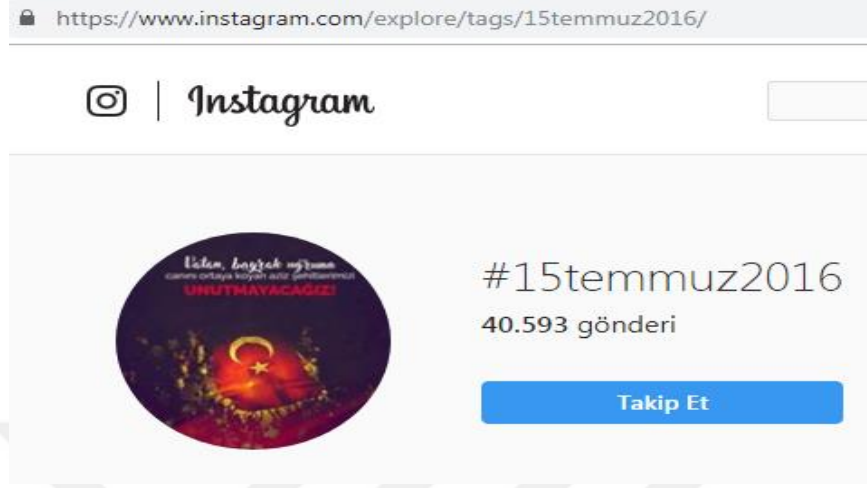 https://www.instagram.com/explore/tags/15temmuz2016/
Instagram
Vatan, bayrak uğruna
canını ortaya koyan aziz şehitlerimizi
UNUTMAYACAĞIZ!
#15temmuz2016
40.593 gönderi
Takip Et